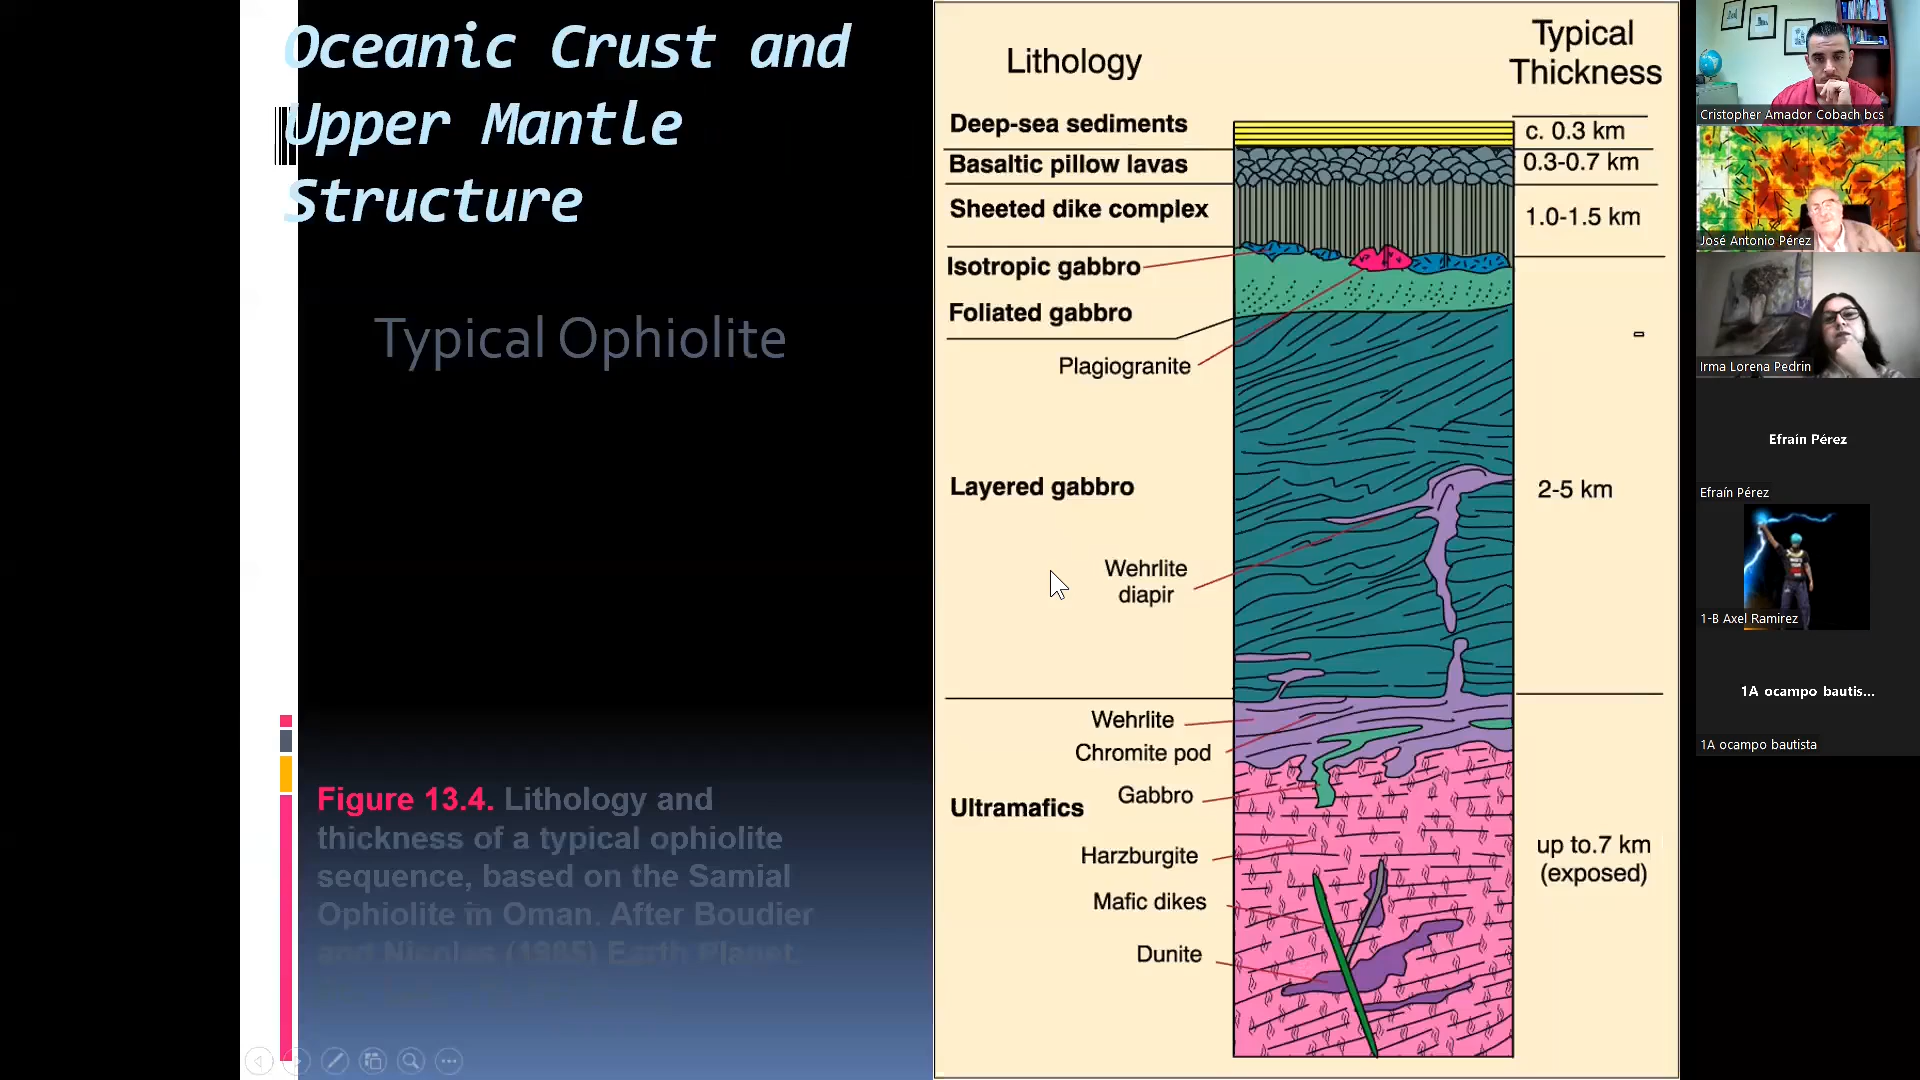 Oceanic Crust and
Upper Mantle
Structure
Typical Ophiolite
Figure 13.4. Lithology and
thickness of a typical ophiolite
sequence, based on the Samial
Ophiolite in Oman. After Boudier
and Nicolas (1985) Earth Planet.
Lithology
Typical
Thickness
Deep-sea sediments
c. 0.3 km
Basaltic pillow lavas
0.3-0.7 km
Sheeted dike complex
1.0-1.5 km
Isotropic gabbro
Foliated gabbro
Plagiogranite
Layered gabbro
2-5 km
Wehrlite
diapir
Wehrlite
Chromite pod
Gabbro
Ultramafics
Harzburgite
up to.7 km
(exposed)
Mafic dikes
Dunite
Cristopher Amador Cobach bcs
José Antonio Pérez
Irma Lorena Pedrin
Efraín Pérez
Efraín Pérez
1-B Axel Ramirez
1A ocampo bautis...
1A ocampo bautista